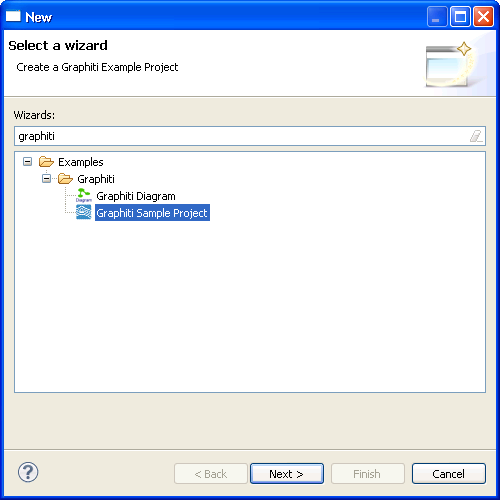 New
Select a wizard
Create a Graphiti Example Project
Wizards:
graphiti
Examples
Graphiti
Graphiti Diagram
Graphiti Sample Project
?
< Back
Next >
Finish
Cancel